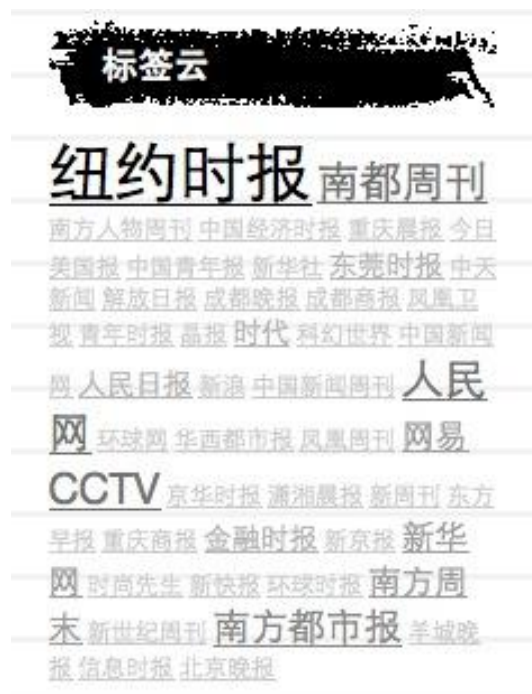 标签云
纽约时报 南都周刊
南方人物周刊 中国经济时报 重庆晨报 今日
美国报 中国青年报 新华社 东莞时报 中天
新闻 解放日报 成都晚报 成都商报 凤凰卫
视 青年时报 晶报 时代 科幻世界 中国新闻
网 人民日报 新浪 中国新闻周刊 人民
网 环球网 华西都市报 凤凰周刊 网易
CCTV 京华时报 潇湘晨报 新周刊 东方
早报 重庆商报 金融时报 新京报 新华
网 时尚先生 新快报 环球时报 南方周
末 新世纪周刊 南方都市报 羊城晚
报 信息时报 北京晚报